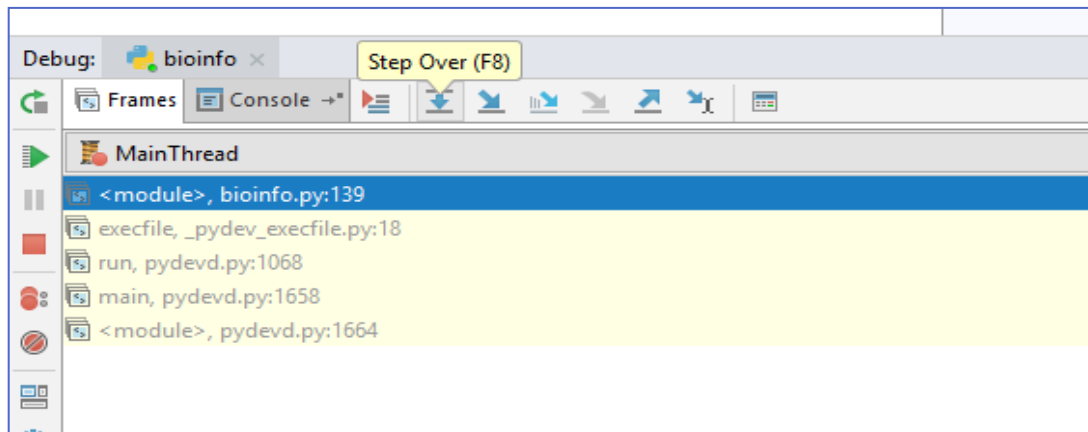 Debug: bioinfo
Step Over (F8)
Frames Console
MainThread
<module>, bioinfo.py:139
execfile, _pydev_execfile.py:18
run, pydevd.py:1068
main, pydevd.py:1658
<module>, pydevd.py:1664